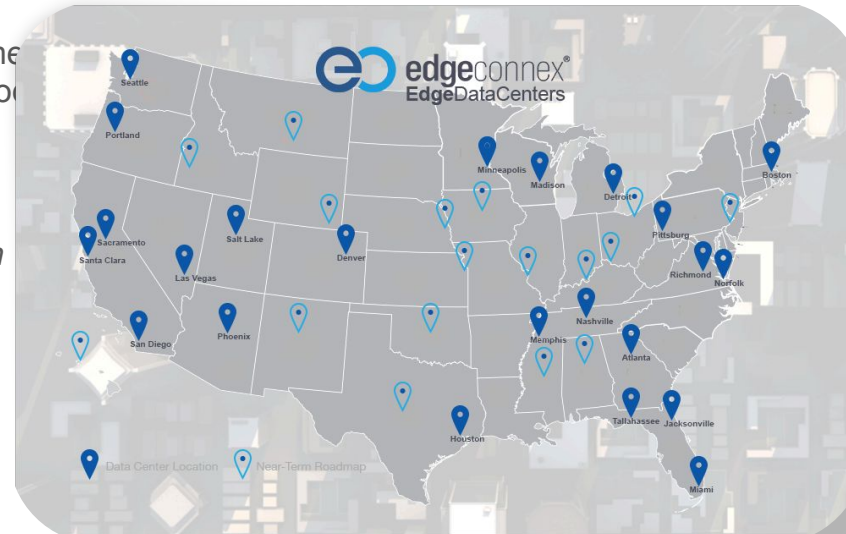 edgeconnex®
EdgeDataCenters
Seattle
Portland
Minneapolis
Madison
Detroit
Boston
Sacramento
Santa Clara
Salt Lake
Denver
Las Vegas
Pittsburg
Richmond
Norfolk
San Diego
Phoenix
Memphis
Nashville
Atlanta
Houston
Tallahassee
Jacksonville
Miami
Data Center Location
Near-Term Roadmap